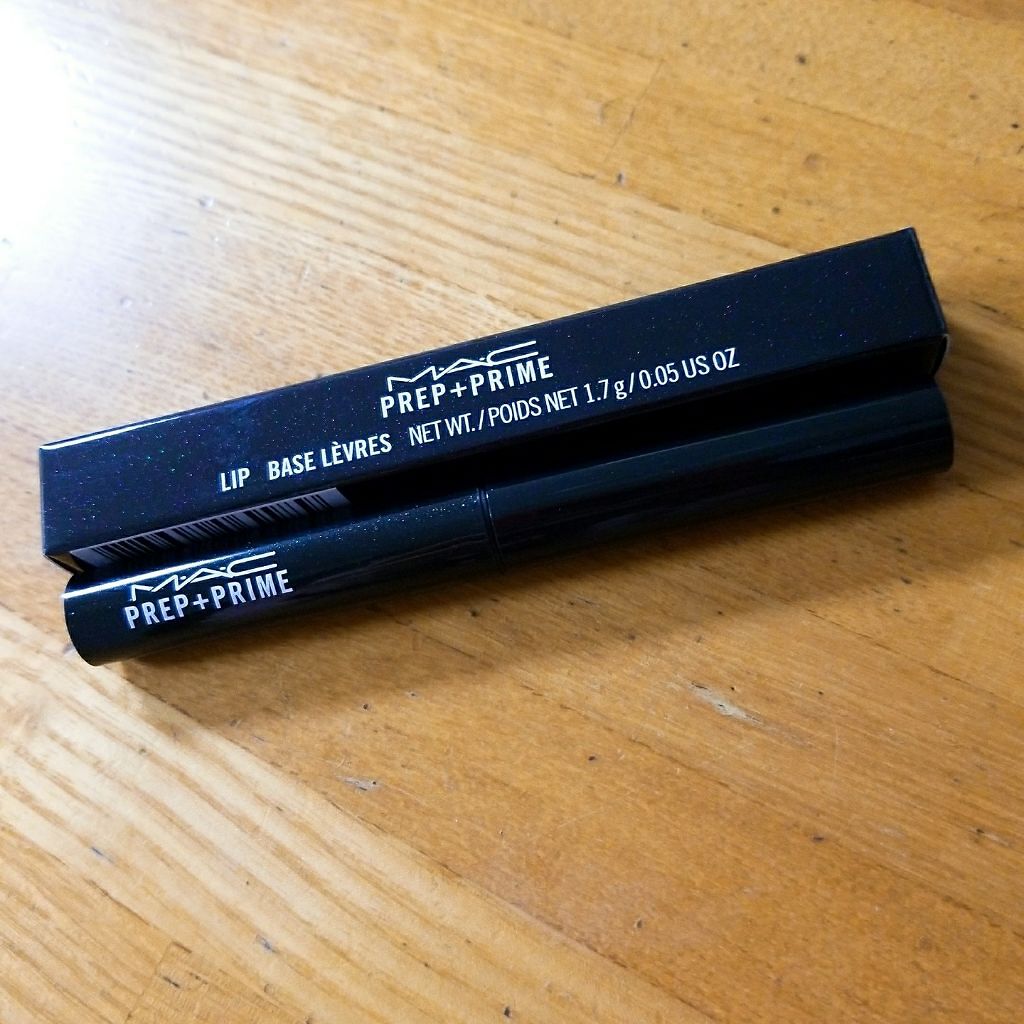 M·A·C
PREP+PRIME
LIP BASE LÈVRES NET WT. / POIDS NET 1.7 g / 0.05 US OZ
M·A·C
PREP+PRIME